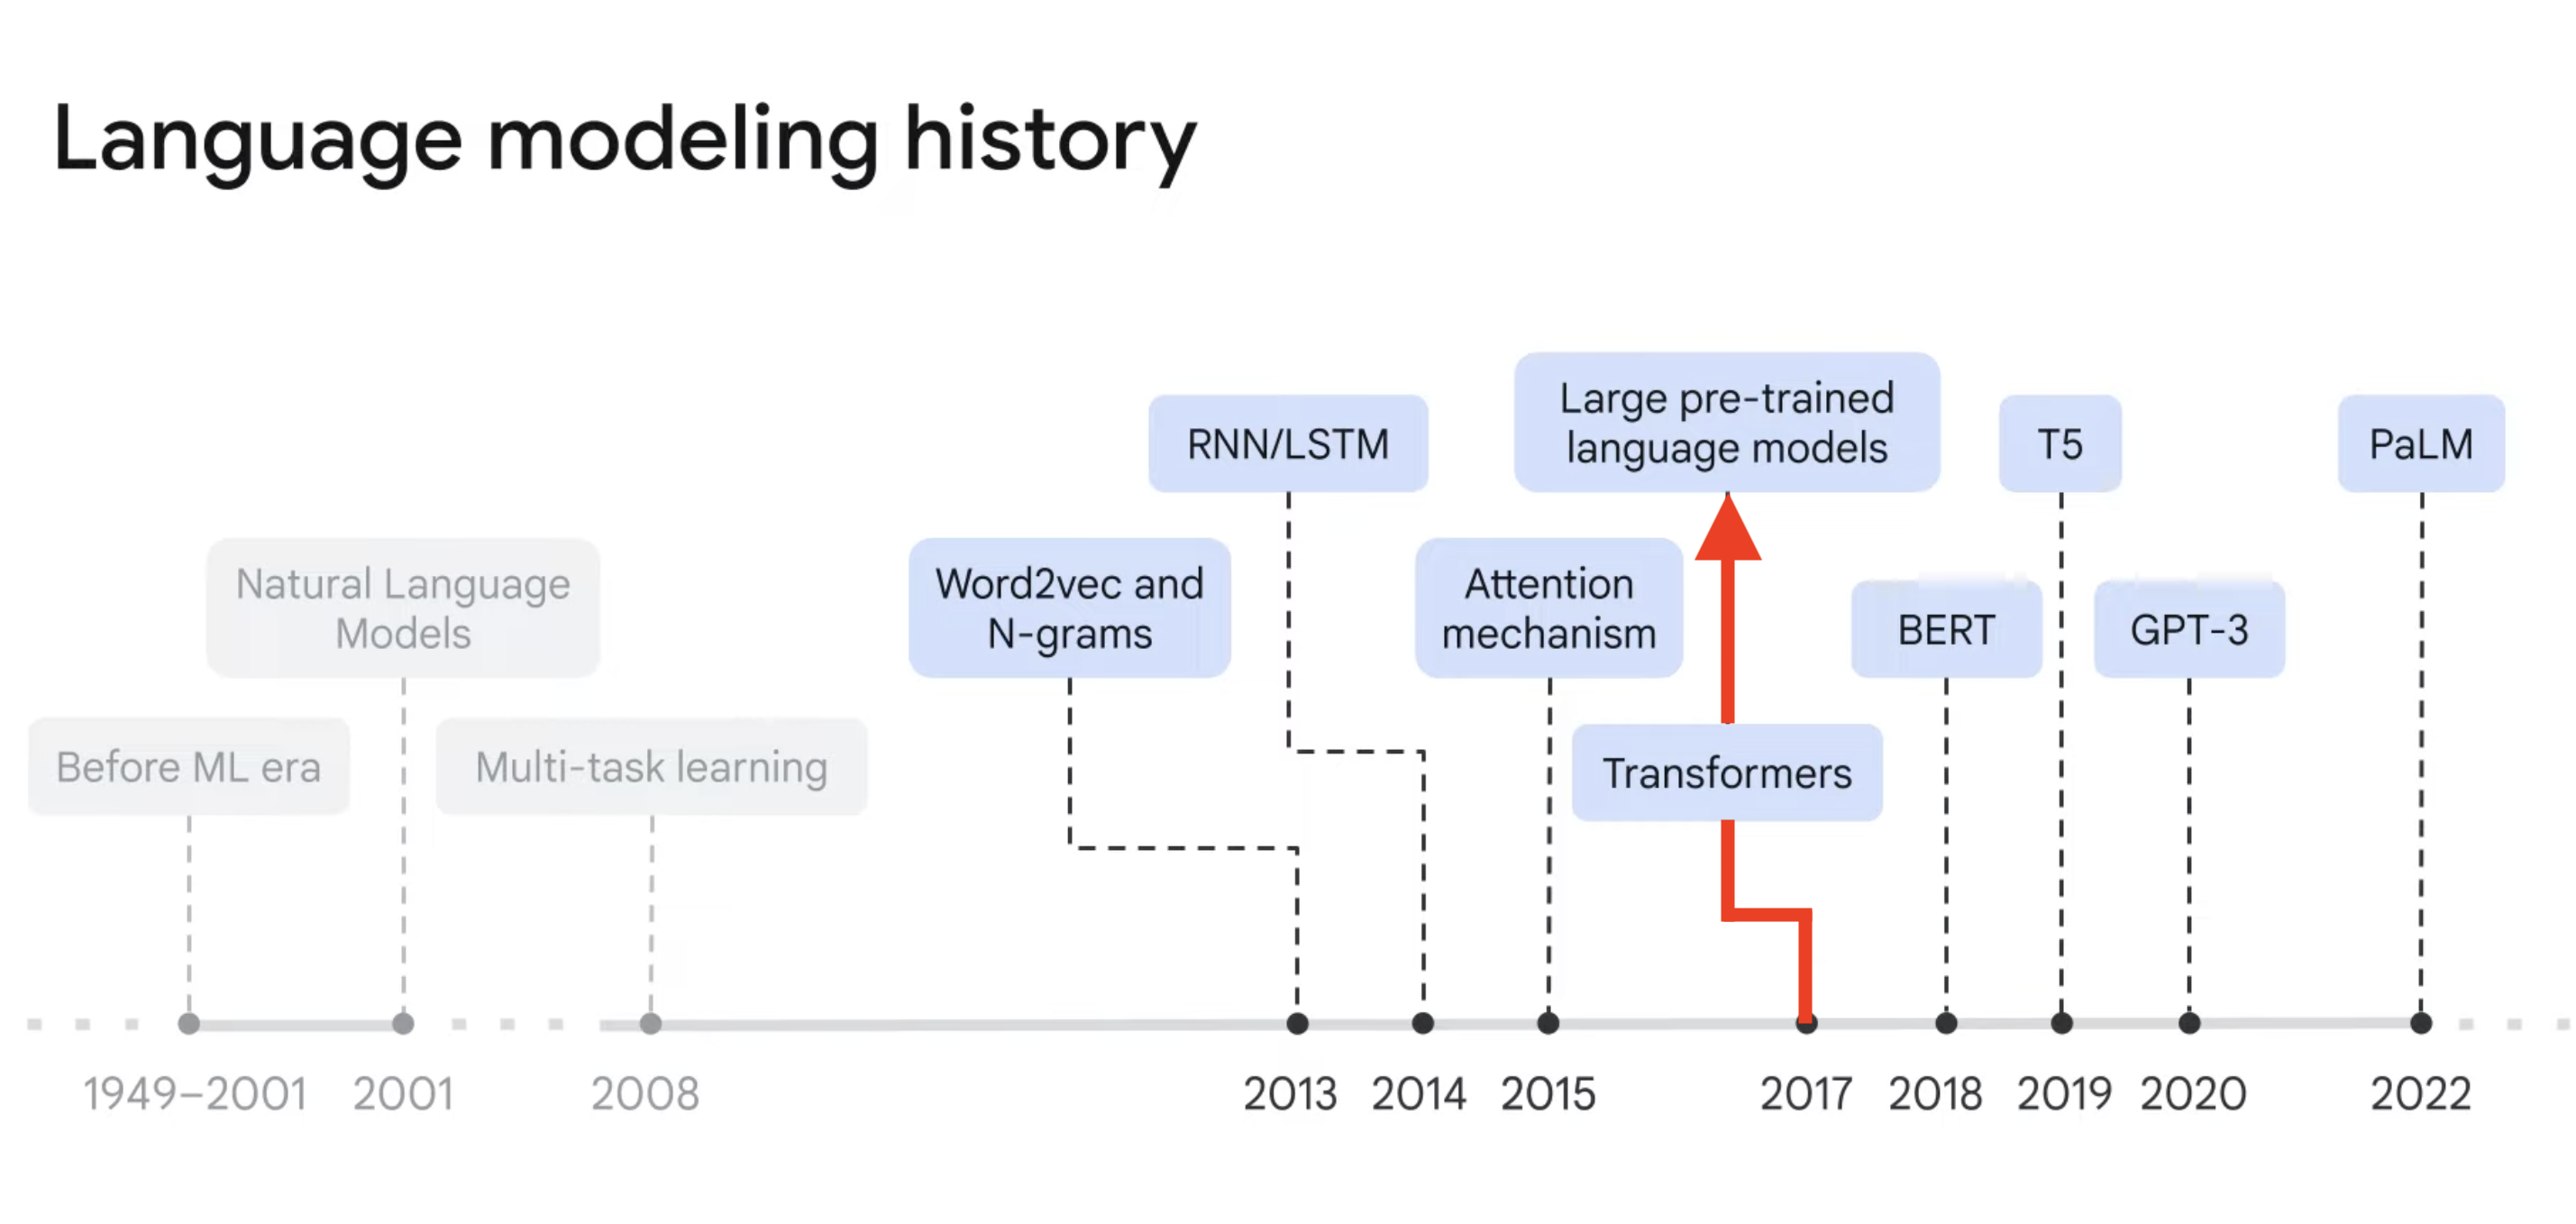 Language modeling history
Large pre-trained
language models
RNN/LSTM
T5
PaLM
Natural Language
Models
Word2vec and
N-grams
Attention
mechanism
BERT
GPT-3
Before ML era
Multi-task learning
Transformers
1949–2001
2001
2008
2013
2014
2015
2017
2018
2019
2020
2022